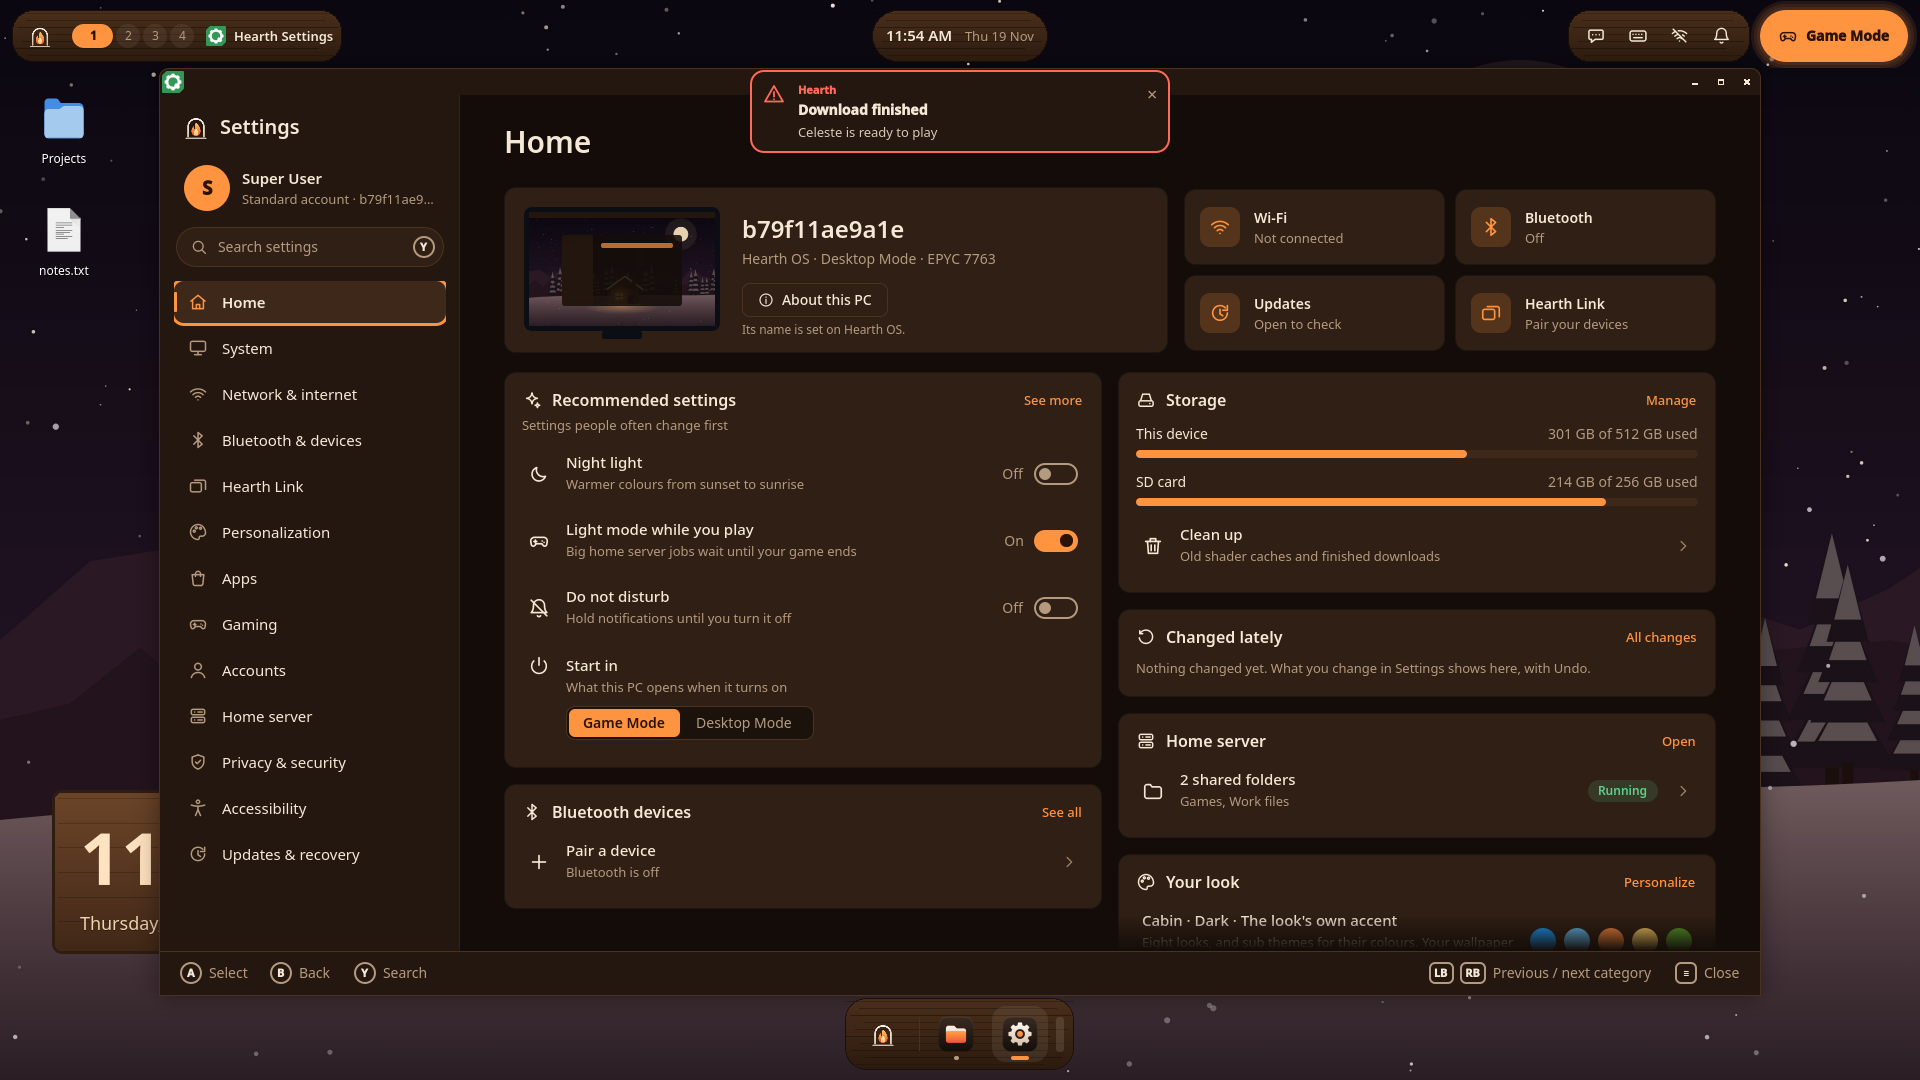 1 2 3 4 Hearth Settings
11:54 AM Thu 19 Nov
Game Mode
Projects
notes.txt
11
Thursday
Settings
S
Super User
Standard account · b79f11ae9...
Search settings Y
Home
System
Network & internet
Bluetooth & devices
Hearth Link
Personalization
Apps
Gaming
Accounts
Home server
Privacy & security
Accessibility
Updates & recovery
Hearth
Download finished
Celeste is ready to play
Home
b79f11ae9a1e
Hearth OS · Desktop Mode · EPYC 7763
About this PC
Its name is set on Hearth OS.
Wi-Fi
Not connected
Bluetooth
Off
Updates
Open to check
Hearth Link
Pair your devices
Recommended settings See more
Settings people often change first
Night light
Warmer colours from sunset to sunrise
Off
Light mode while you play
Big home server jobs wait until your game ends
On
Do not disturb
Hold notifications until you turn it off
Off
Start in
What this PC opens when it turns on
Game Mode Desktop Mode
Bluetooth devices See all
Pair a device
Bluetooth is off
Storage Manage
This device 301 GB of 512 GB used
SD card 214 GB of 256 GB used
Clean up
Old shader caches and finished downloads
Changed lately All changes
Nothing changed yet. What you change in Settings shows here, with Undo.
Home server Open
2 shared folders
Games, Work files
Running
Your look Personalize
Cabin · Dark · The look's own accent
Eight looks, and sub themes for their colours. Your wallpaper
A Select B Back Y Search
LB RB Previous / next category Close